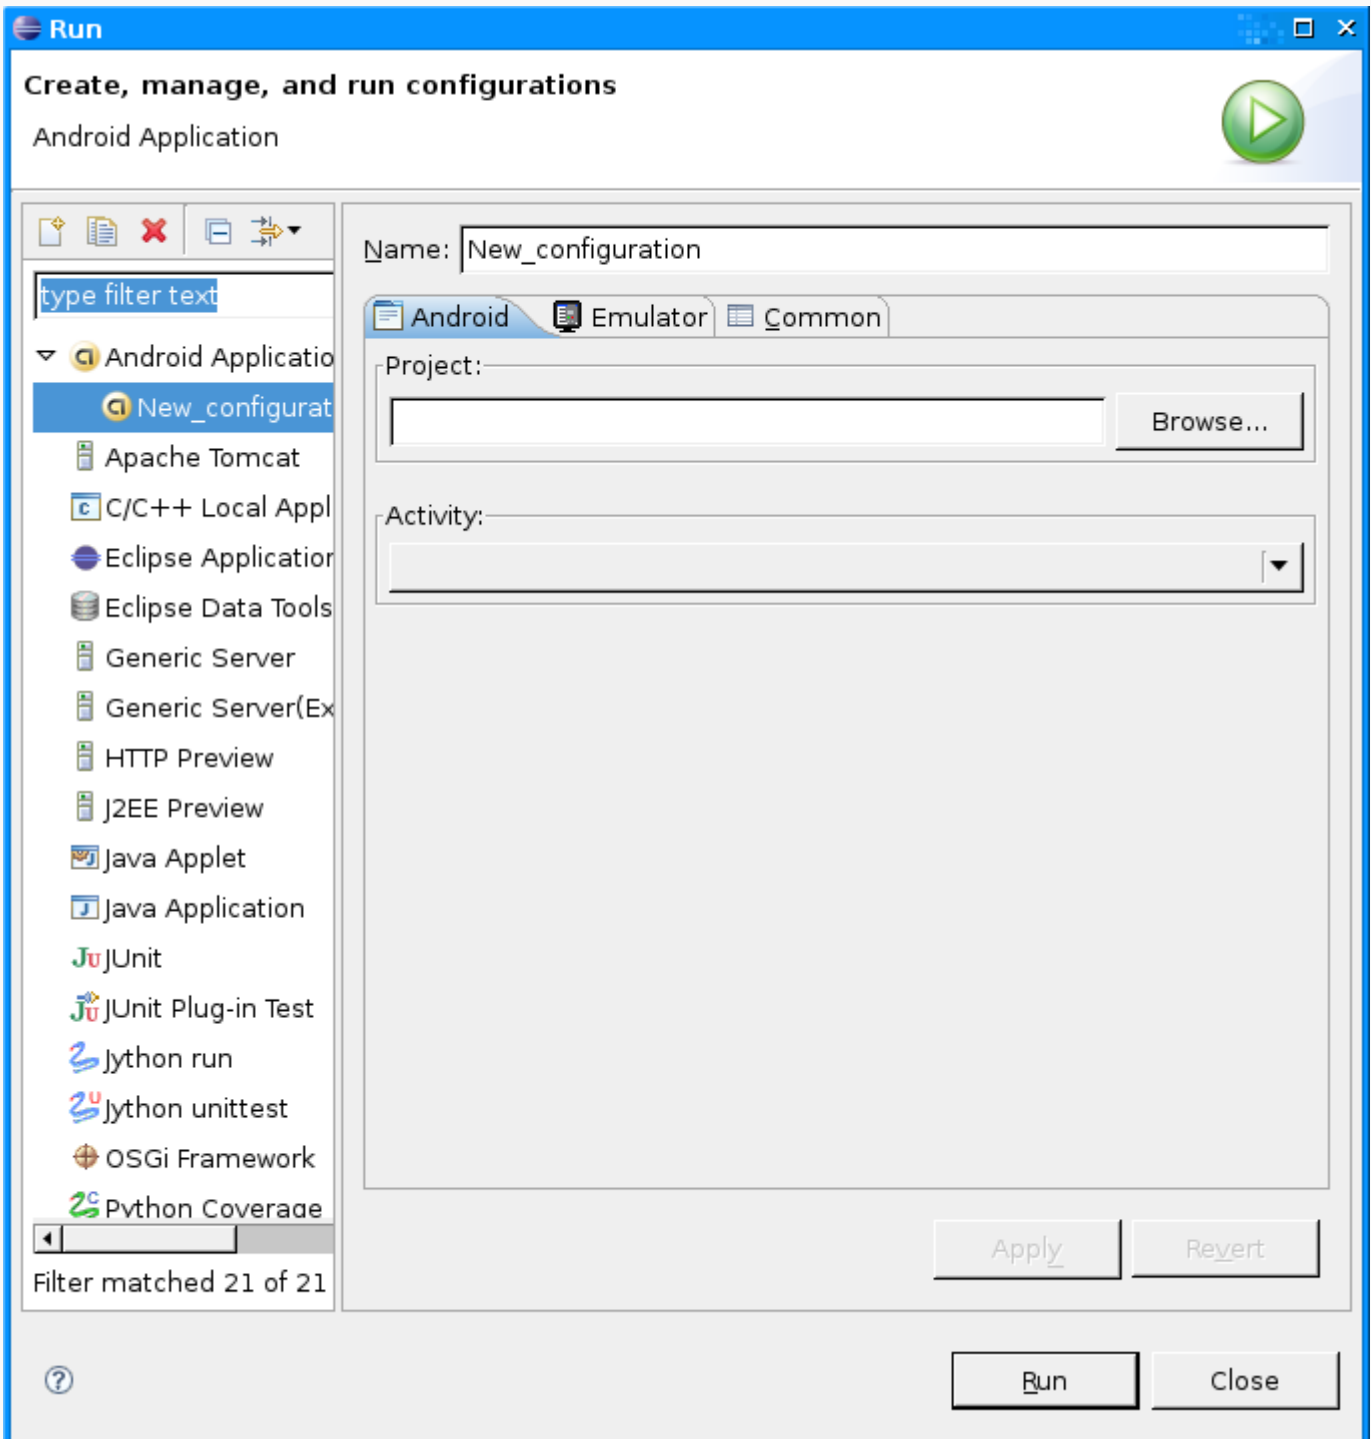 Run
Create, manage, and run configurations
Android Application
type filter text
Android Applicatio
New_configurat
Apache Tomcat
C/C++ Local Appl
Eclipse Application
Eclipse Data Tools
Generic Server
Generic Server(Ex
HTTP Preview
J2EE Preview
Java Applet
Java Application
JUnit
JUnit Plug-in Test
Jython run
Jython unittest
OSGi Framework
Python Coverage
Filter matched 21 of 21
Name: New_configuration
Android Emulator Common
Project:
Browse...
Activity:
Apply Revert
Run Close